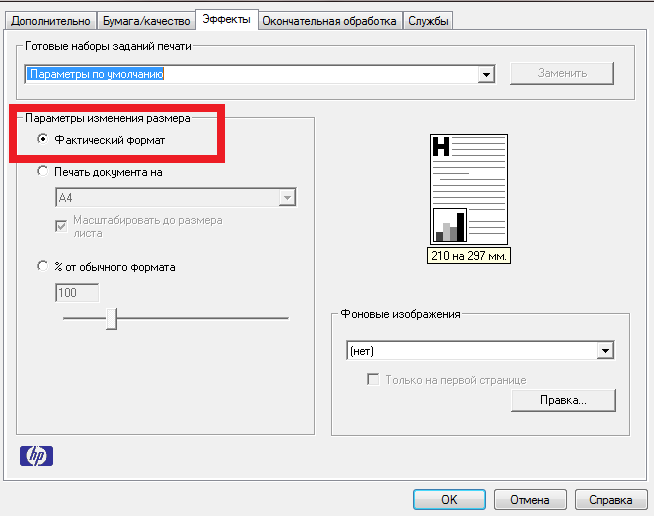 Дополнительно Бумага/качество Эффекты Окончательная обработка Службы
Готовые наборы заданий печати
Параметры по умолчанию
Заменить
Параметры изменения размера
Фактический формат
Печать документа на
A4
Масштабировать до размера
листа
% от обычного формата
100
H
210 на 297 мм.
Фоновые изображения
(нет)
Только на первой странице
Правка...
hp
OK Отмена Справка